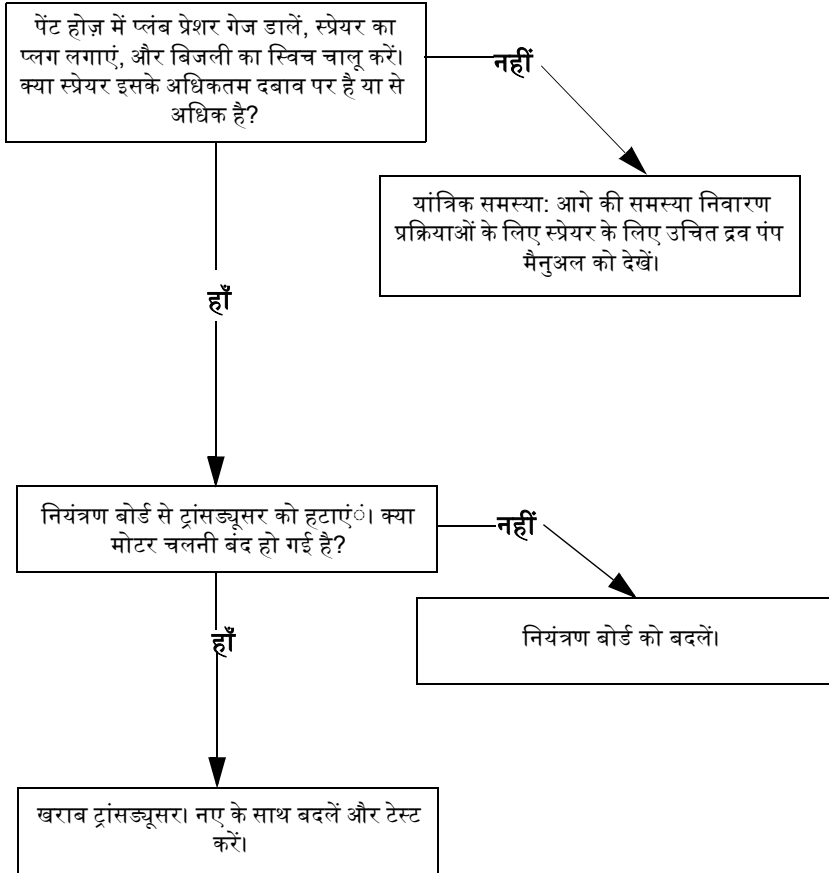 पेंट होज़ में प्लंब प्रेशर गेज डालें, स्प्रेयर का
प्लग लगाएं, और बिजली का स्विच चालू करें।
क्या स्प्रेयर इसके अधिकतम दबाव पर है या से
अधिक है?
नहीं
यांत्रिक समस्या: आगे की समस्या निवारण
प्रक्रियाओं के लिए स्प्रेयर के लिए उचित द्रव पंप
मैनुअल को देखें।
हाँ
नियंत्रण बोर्ड से ट्रांसड्यूसर को हटाएंं। क्या
मोटर चलनी बंद हो गई है?
नहीं
नियंत्रण बोर्ड को बदलें।
हाँ
खराब ट्रांसड्यूसर। नए के साथ बदलें और टेस्ट
करें।